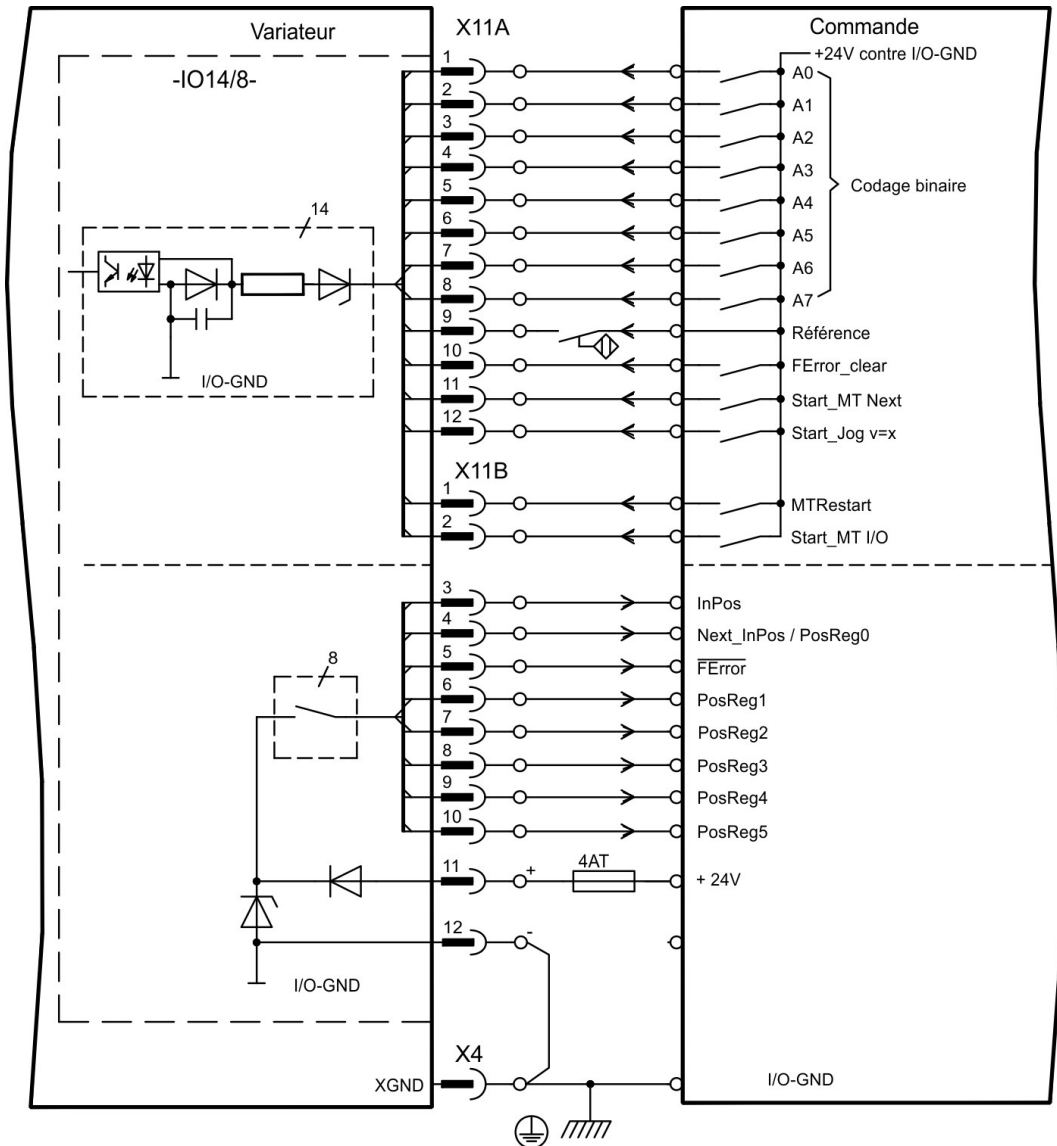 Variateur
X11A
Commande
+24V contre I/O-GND
-IO14/8-
1
A0
2
A1
3
A2
4
A3
Codage binaire
5
A4
14
6
A5
7
A6
8
A7
9
Référence
10
FError_clear
I/O-GND
11
Start_MT Next
12
Start_Jog v=x
X11B
1
MTRestart
2
Start_MT I/O
3
InPos
4
Next_InPos / PosReg0
5
FError
8
6
PosReg1
7
PosReg2
8
PosReg3
9
PosReg4
10
PosReg5
11
+
4AT
+ 24V
12
-
-
I/O-GND
X4
XGND
I/O-GND